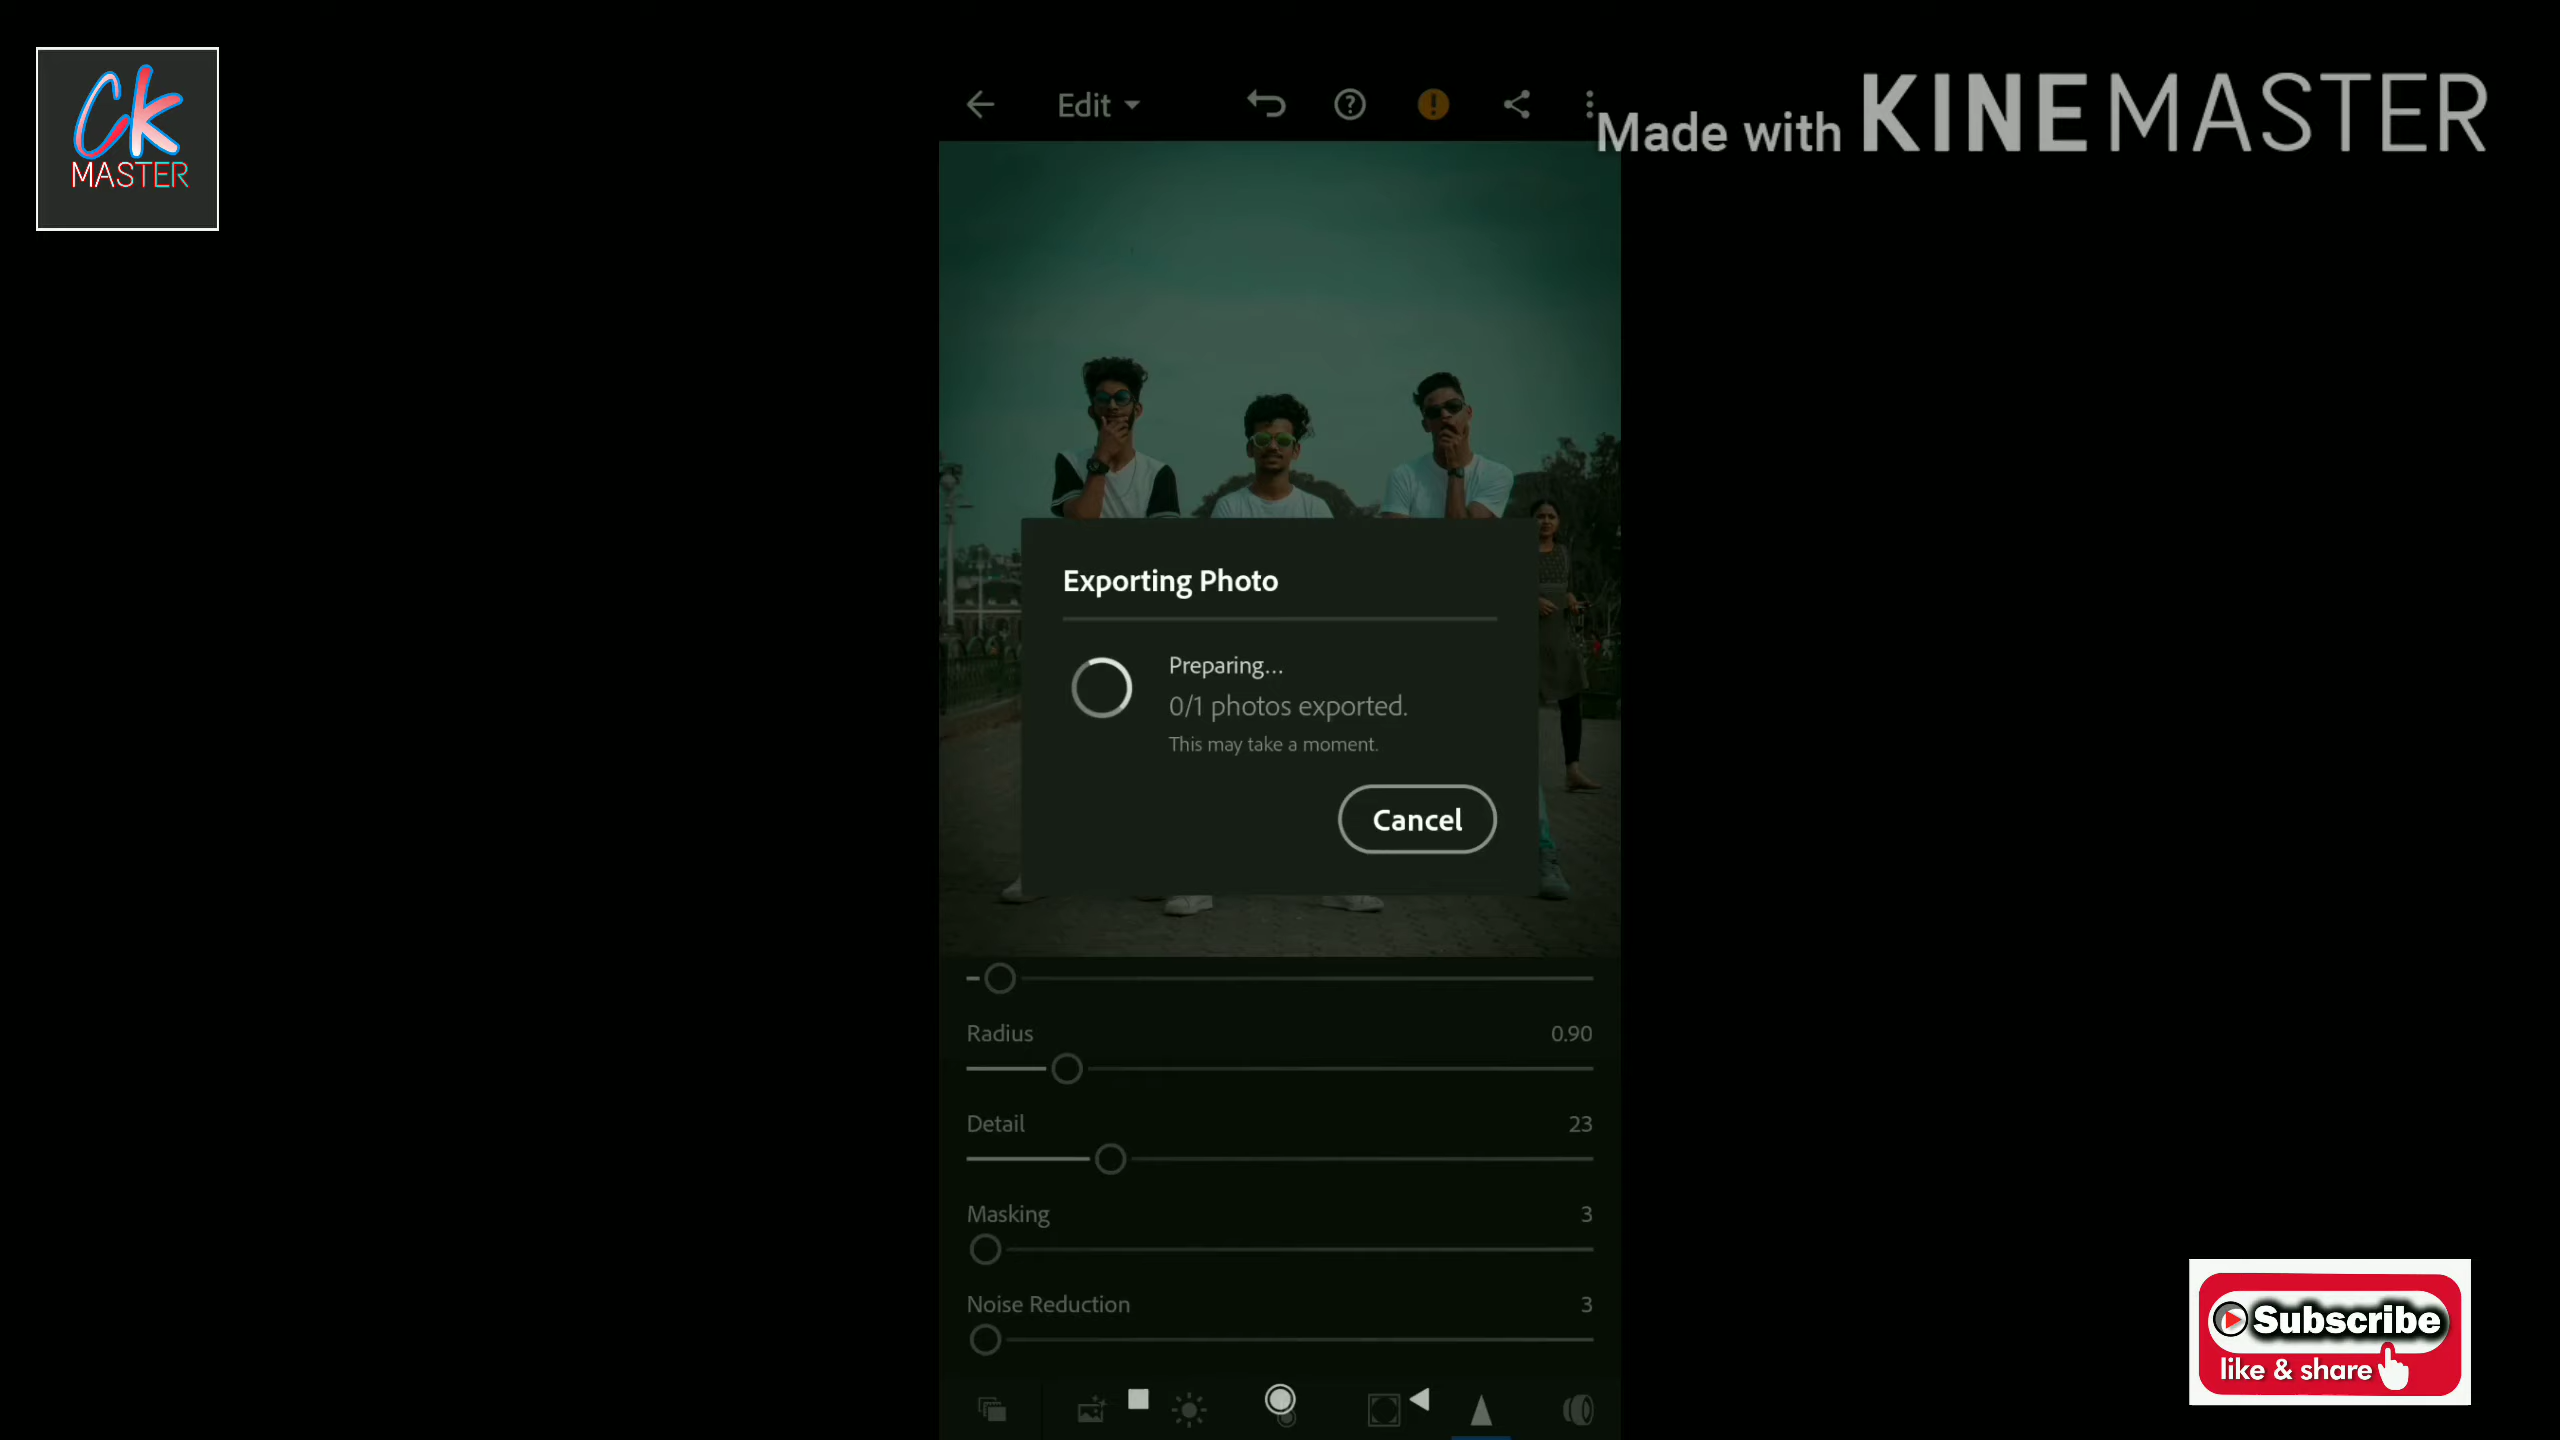 Ck
MASTER
Edit
Made with KINEMASTER
Exporting Photo
Preparing...
0/1 photos exported.
This may take a moment.
Cancel
Radius 0.90
Detail 23
Masking 3
Noise Reduction 3
Subscribe
like & share